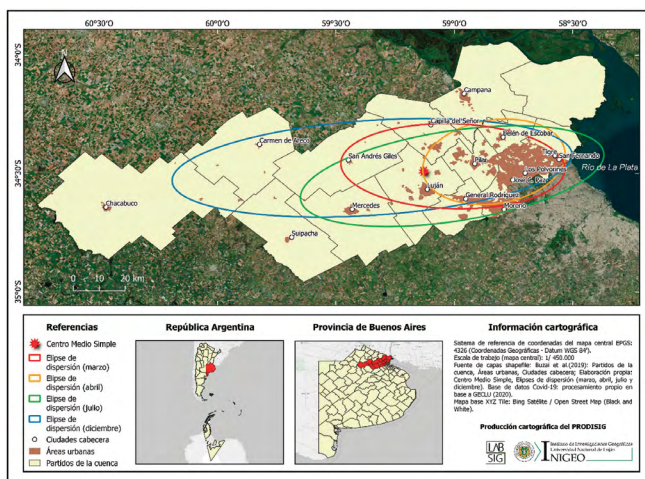 60°30'S
60°0'S
59°30'S
59°0'S
58°30'S
34°0'S
34°30'S
35°0'S
N
Campana
Capilla del Señor
Carmen de Areco
Belén de Escobar
San Andrés Giles
Pilar
Tigre
San Fernando
Los Polvorines
José C. Paz
Río de La Plata
Luján
General Rodríguez
Moreno
Mercedes
Chacabuco
Suipacha
0 10 20 km
Referencias
Centro Medio Simple
Elipse de
dispersión (marzo)
Elipse de
dispersión (abril)
Elipse de
dispersión (julio)
Elipse de
dispersión (diciembre)
Ciudades cabecera
Áreas urbanas
Partidos de la cuenca
República Argentina
Provincia de Buenos Aires
Información cartográfica
Sistema de referencia de coordenadas del mapa central EPGS:
4326 (Coordenadas Geográficas - Datum WGS 84').
Escala de trabajo (mapa central): 1/ 450.000
Fuente de capas shapefile: Buzai et al.(2019): Partidos de la
cuenca, Áreas urbanas, Ciudades cabecera; Elaboración propia:
Centro Medio Simple, Elipses de dispersión (marzo, abril, julio y
diciembre). Base de datos Covid-19: procesamiento propio en
base a GECLU (2020).
Mapa base XYZ Tile: Bing Satélite / Open Street Map (Black and
White).
Producción cartográfica del PRODISIG
LAB
SIG
Instituto de Investigaciones Geográficas
Universidad Nacional de Luján
INIGEO